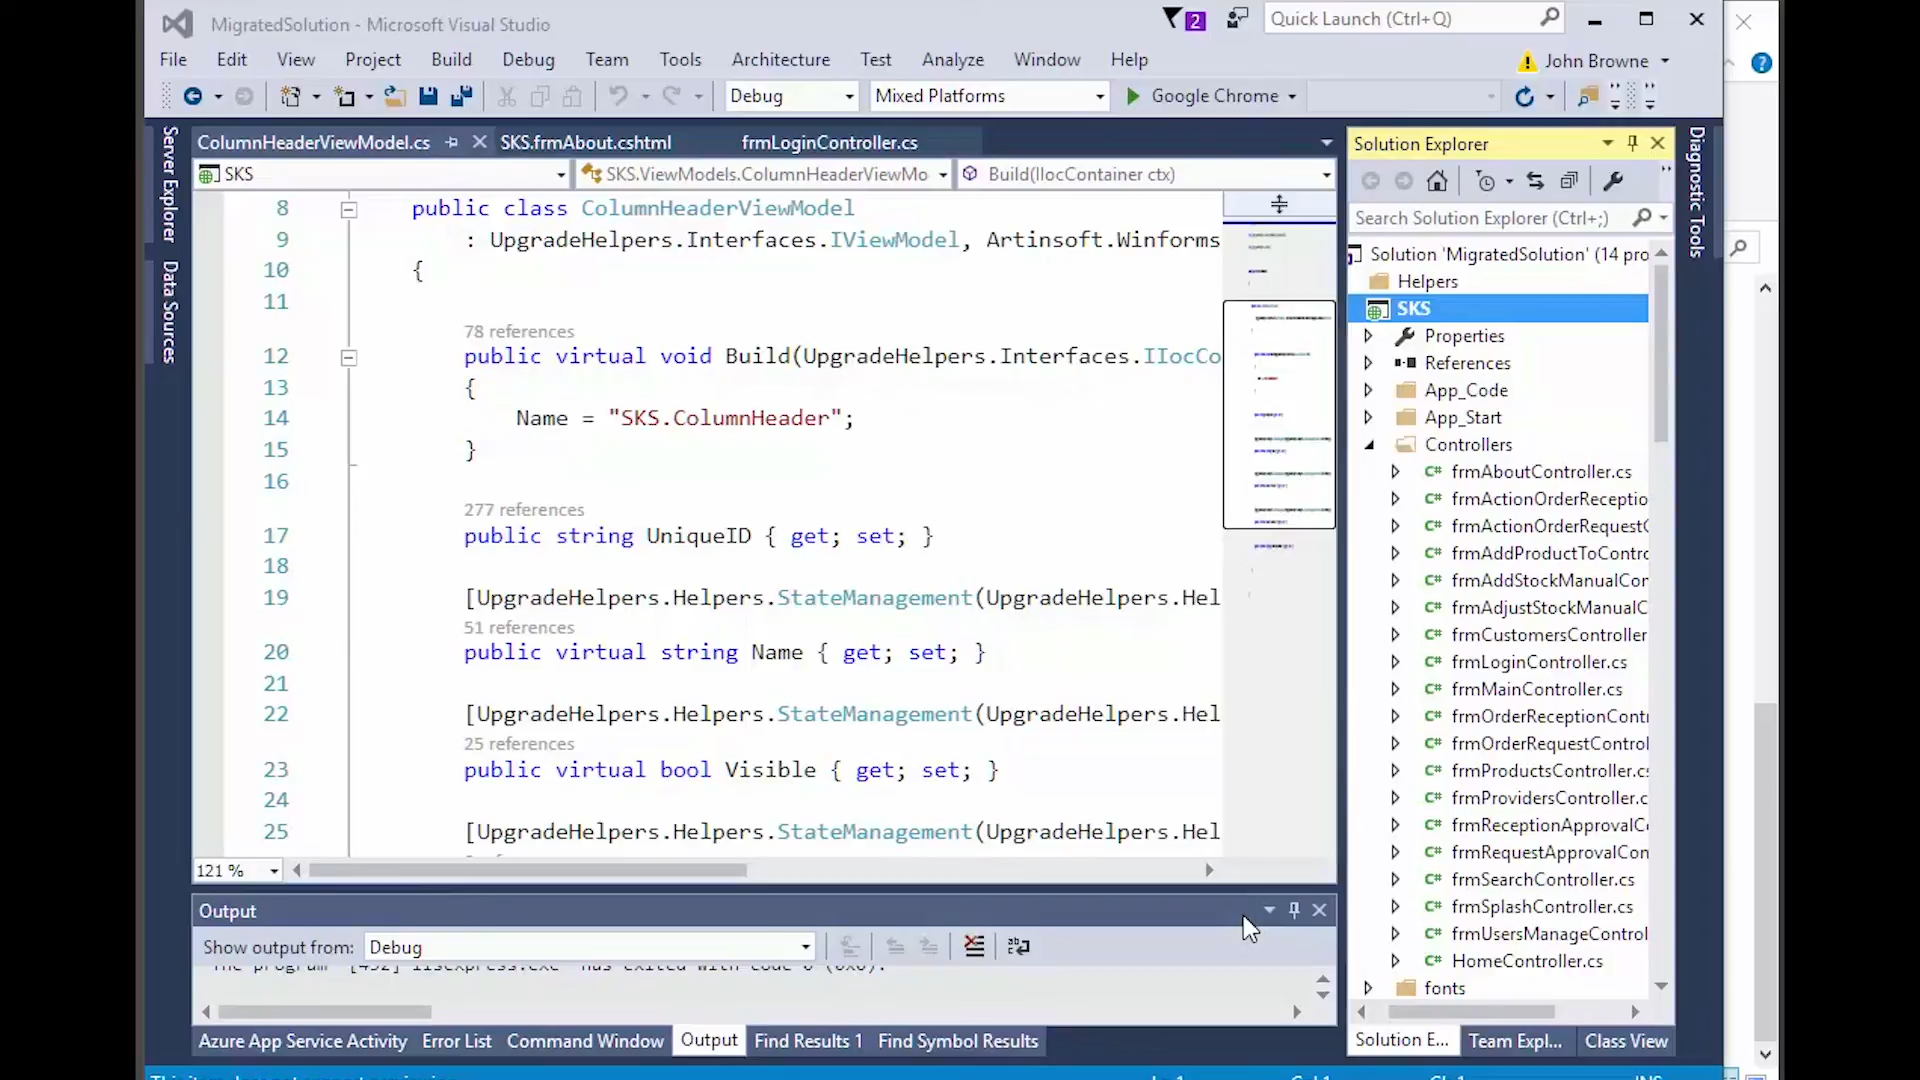 MigratedSolution - Microsoft Visual Studio
2
Quick Launch (Ctrl+Q)
File Edit View Project Build Debug Team Tools Architecture Test Analyze Window Help
John Browne
Debug
Mixed Platforms
Google Chrome
Server Explorer
Data Sources
ColumnHeaderViewModel.cs
SKS.frmAbout.cshtml
frmLoginController.cs
SKS
SKS.ViewModels.ColumnHeaderViewMo
Build(IIocContainer ctx)
8 public class ColumnHeaderViewModel
9 : UpgradeHelpers.Interfaces.IViewModel, Artinsoft.Winforms
10 {
11
78 references
12 public virtual void Build(UpgradeHelpers.Interfaces.IIocCo
13 {
14 Name = "SKS.ColumnHeader";
15 }
16
277 references
17 public string UniqueID { get; set; }
18
19 [UpgradeHelpers.Helpers.StateManagement(UpgradeHelpers.Hel
51 references
20 public virtual string Name { get; set; }
21
22 [UpgradeHelpers.Helpers.StateManagement(UpgradeHelpers.Hel
25 references
23 public virtual bool Visible { get; set; }
24
25 [UpgradeHelpers.Helpers.StateManagement(UpgradeHelpers.Hel
121 %
Output
Show output from: Debug
Azure App Service Activity Error List Command Window Output Find Results 1 Find Symbol Results
Solution Explorer
Search Solution Explorer (Ctrl+;)
Solution 'MigratedSolution' (14 pro
Helpers
SKS
Properties
References
App_Code
App_Start
Controllers
frmAboutController.cs
frmActionOrderReceptio
frmActionOrderRequestC
frmAddProductToContro
frmAddStockManualCon
frmAdjustStockManualC
frmCustomersController
frmLoginController.cs
frmMainController.cs
frmOrderReceptionContr
frmOrderRequestControl
frmProductsController.cs
frmProvidersController.c
frmReceptionApprovalCo
frmRequestApprovalCon
frmSearchController.cs
frmSplashController.cs
frmUsersManageControl
HomeController.cs
fonts
Solution E... Team Expl... Class View
Diagnostic Tools